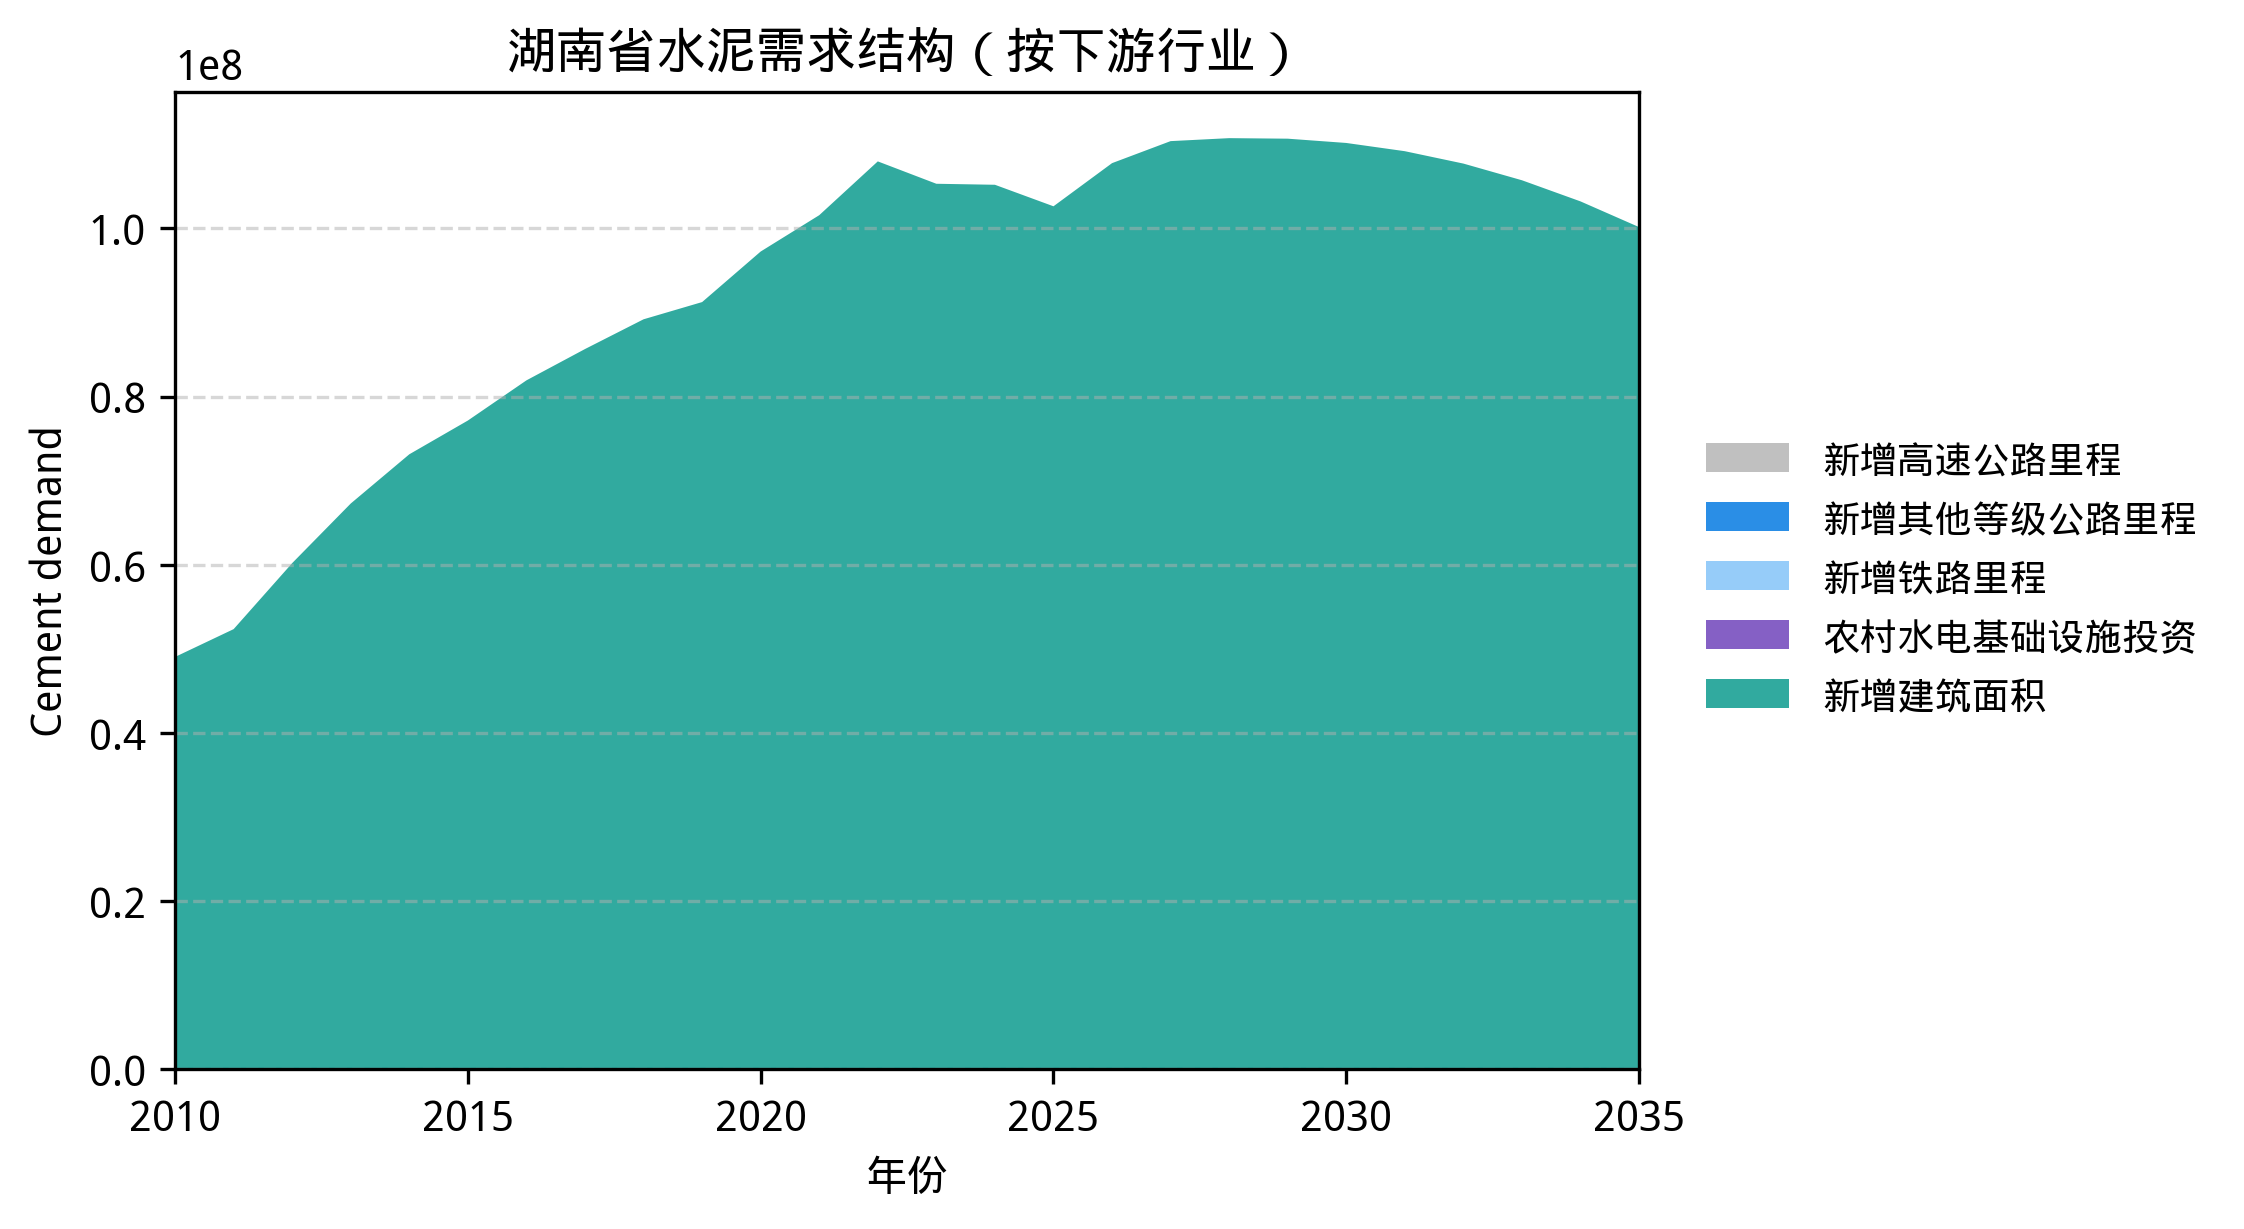 湖南省水泥需求结构（按下游行业）
1e8
1.0
0.8
0.6
0.4
0.2
0.0
Cement demand
2010 2015 2020 2025 2030 2035
年份
新增高速公路里程
新增其他等级公路里程
新增铁路里程
农村水电基础设施投资
新增建筑面积